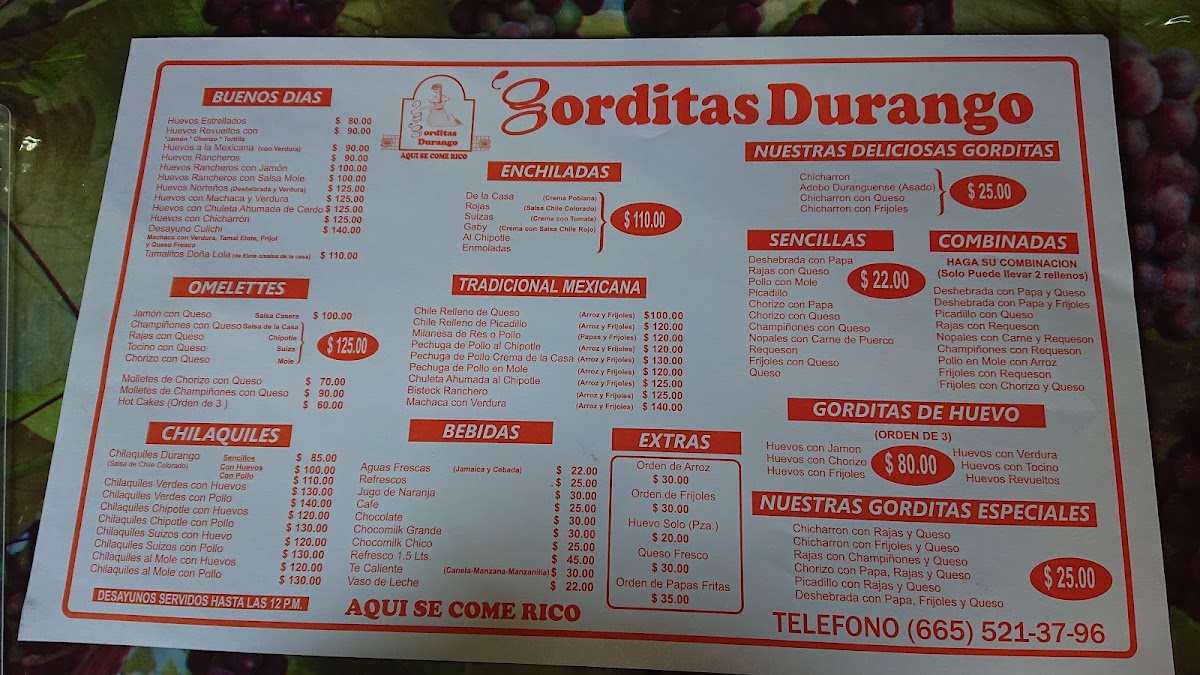 Gorditas Durango
Gorditas
Durango
AQUI SE COME RICO
BUENOS DIAS
Huevos Estrellados $ 80.00
Huevos Revueltos con $ 90.00
"Jamón * Chorizo * Tortilla
Huevos a la Mexicana (con Verdura) $ 90.00
Huevos Rancheros $ 90.00
Huevos Rancheros con Jamón $ 100.00
Huevos Rancheros con Salsa Mole $ 100.00
Huevos Norteños (Deshebrada y Verdura) $ 125.00
Huevos con Machaca y Verdura $ 125.00
Huevos con Chuleta Ahumada de Cerdo $ 125.00
Huevos con Chicharrón $ 125.00
Desayuno Culichi $ 140.00
Machaca con Verdura, Tamal Elote, Frijol
y Queso Fresco
Tamalitos Doña Lola (de Elote c/salsa de la casa) $ 110.00
OMELETTES
Jamón con Queso Salsa Casera $ 100.00
Champiñones con Queso Salsa de la Casa
Rajas con Queso Chipotle
Tocino con Queso Suiza
Chorizo con Queso Mole
$ 125.00
Molletes de Chorizo con Queso $ 70.00
Molletes de Champiñones con Queso $ 90.00
Hot Cakes (Orden de 3 ) $ 60.00
CHILAQUILES
Chilaquiles Durango Sencillos $ 85.00
(Salsa de Chile Colorado) Con Huevos $ 100.00
Con Pollo $ 110.00
Chilaquiles Verdes con Huevos $ 130.00
Chilaquiles Verdes con Pollo $ 140.00
Chilaquiles Chipotle con Huevos $ 120.00
Chilaquiles Chipotle con Pollo $ 130.00
Chilaquiles Suizos con Huevo $ 120.00
Chilaquiles Suizos con Pollo $ 130.00
Chilaquiles al Mole con Huevos $ 120.00
Chilaquiles al Mole con Pollo $ 130.00
DESAYUNOS SERVIDOS HASTA LAS 12 P.M.
ENCHILADAS
De la Casa (Crema Poblana)
Rojas (Salsa Chile Colorado)
Suizas (Crema con Tomate)
Gaby (Crema con Salsa Chile Rojo)
Al Chipotle
Enmoladas
$ 110.00
TRADICIONAL MEXICANA
Chile Relleno de Queso (Arroz y Frijoles) $100.00
Chile Relleno de Picadillo (Arroz y Frijoles) $ 120.00
Milanesa de Res o Pollo (Papas y Frijoles) $ 120.00
Pechuga de Pollo al Chipotle (Arroz y Frijoles) $ 120.00
Pechuga de Pollo Crema de la Casa (Arroz y Frijoles) $ 130.00
Pechuga de Pollo en Mole (Arroz y Frijoles) $ 120.00
Chuleta Ahumada al Chipotle (Arroz y Frijoles) $ 125.00
Bisteck Ranchero (Arroz y Frijoles) $ 125.00
Machaca con Verdura (Arroz y Frijoles) $ 140.00
BEBIDAS
Aguas Frescas (Jamaica y Cebada) $ 22.00
Refrescos $ 25.00
Jugo de Naranja $ 30.00
Cafe $ 25.00
Chocolate $ 30.00
Chocomilk Grande $ 30.00
Chocomilk Chico $ 25.00
Refresco 1.5 Lts. $ 45.00
Te Caliente (Canela-Manzana-Manzanilla) $ 30.00
Vaso de Leche $ 22.00
AQUI SE COME RICO
EXTRAS
Orden de Arroz
$ 30.00
Orden de Frijoles
$ 30.00
Huevo Solo (Pza.)
$ 20.00
Queso Fresco
$ 30.00
Orden de Papas Fritas
$ 35.00
NUESTRAS DELICIOSAS GORDITAS
Chicharron
Adobo Duranguense (Asado)
Chicharron con Queso
Chicharron con Frijoles
$ 25.00
SENCILLAS
Deshebrada con Papa
Rajas con Queso
Pollo con Mole
Picadillo
Chorizo con Papa
Chorizo con Queso
Champiñones con Queso
Nopales con Carne de Puerco
Requeson
Frijoles con Queso
Queso
$ 22.00
COMBINADAS
HAGA SU COMBINACION
(Solo Puede llevar 2 rellenos)
Deshebrada con Papa y Queso
Deshebrada con Papa y Frijoles
Picadillo con Queso
Rajas con Requeson
Nopales con Carne y Requeson
Champiñones con Requeson
Pollo en Mole con Arroz
Frijoles con Requeson
Frijoles con Chorizo y Queso
GORDITAS DE HUEVO
(ORDEN DE 3)
Huevos con Jamon
Huevos con Chorizo
Huevos con Frijoles
$ 80.00
Huevos con Verdura
Huevos con Tocino
Huevos Revueltos
NUESTRAS GORDITAS ESPECIALES
Chicharron con Rajas y Queso
Chicharron con Frijoles y Queso
Rajas con Champiñones y Queso
Chorizo con Papa, Rajas y Queso
Picadillo con Rajas y Queso
Deshebrada con Papa, Frijoles y Queso
$ 25.00
TELEFONO (665) 521-37-96